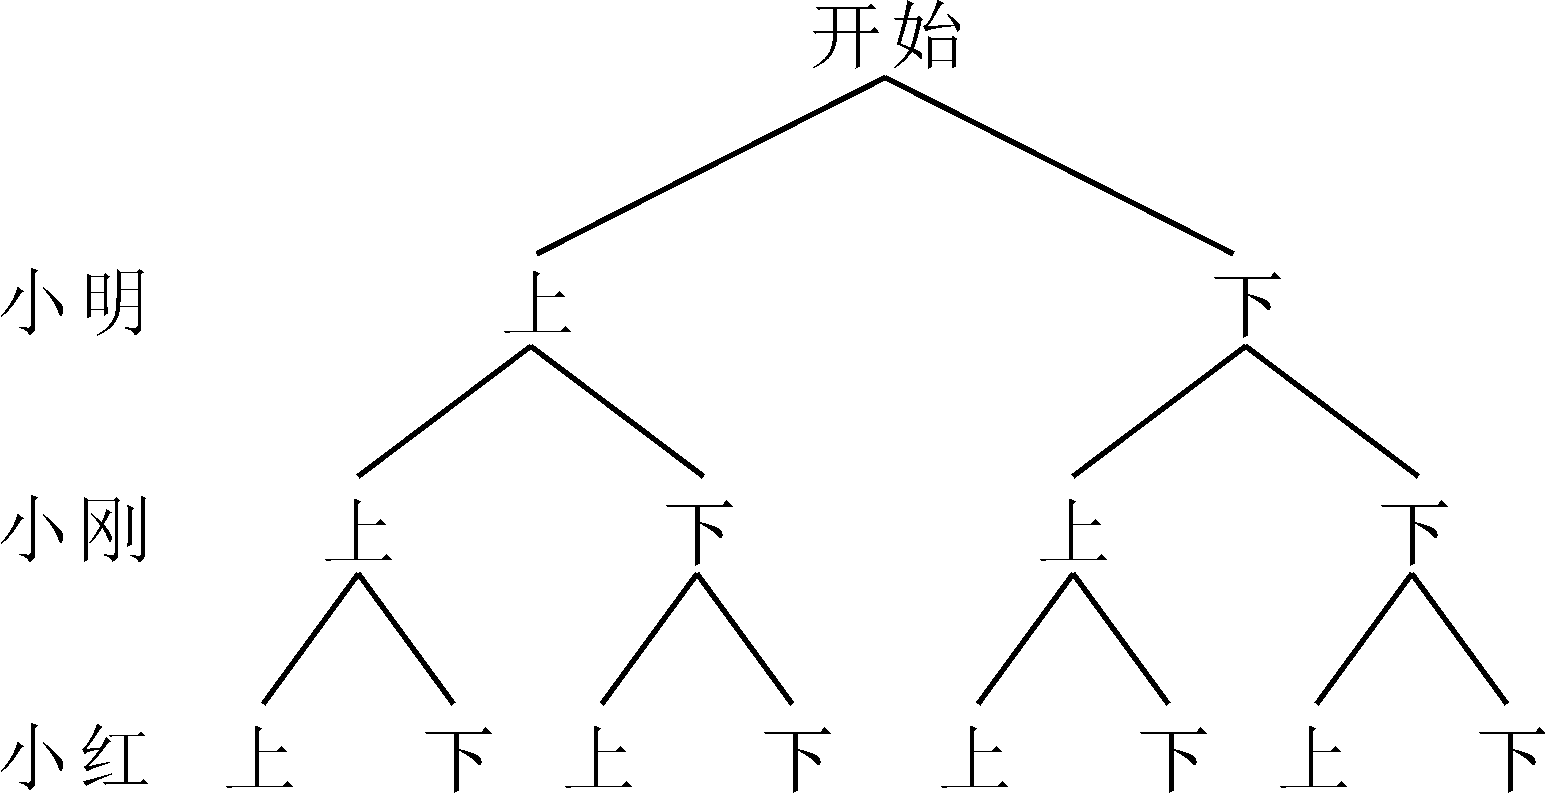 开始
小明 上 下
小刚 上 下 上 下
小红 上 下 上 下 上 下 上 下